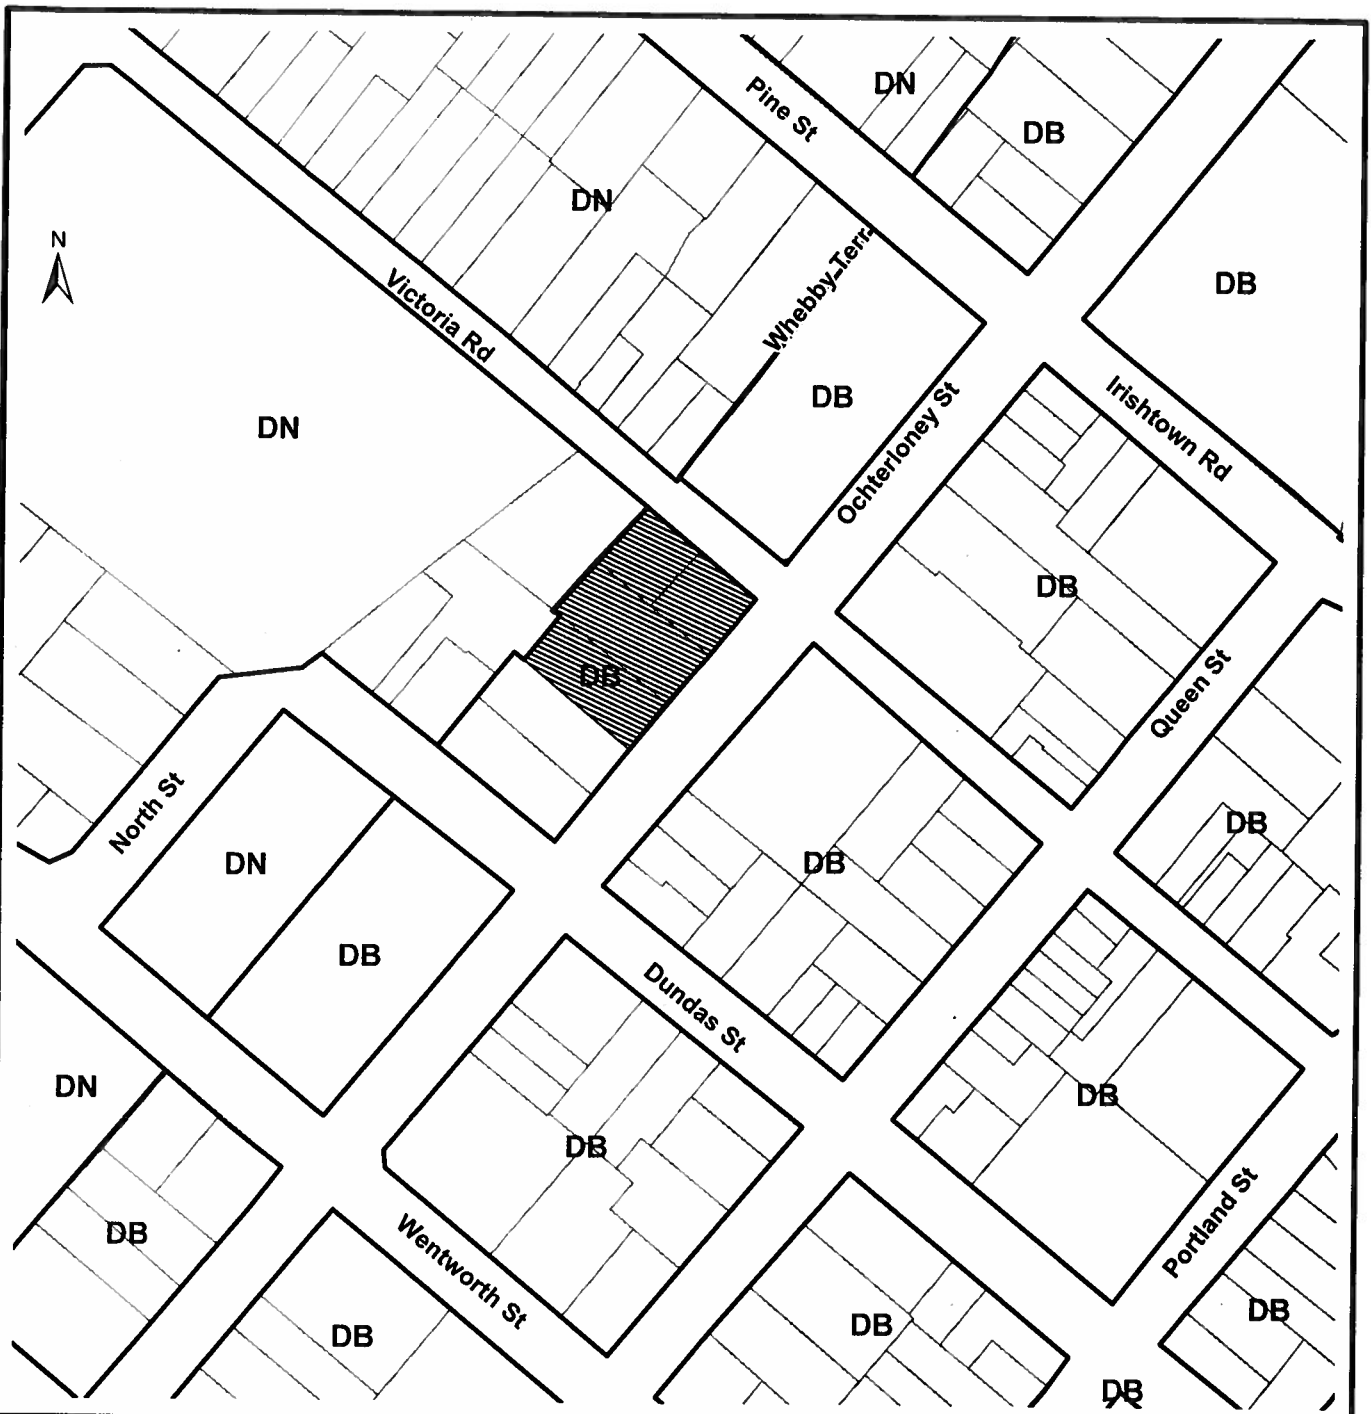 DN
Pine St
DB
DN
N
Whebby Terr
DB
Victoria Rd
DB
Irishtown Rd
DN
Ochterloney St
DB
DB
Queen St
North St
DB
DN
DB
DB
Dundas St
DN
DB
DB
Portland St
DB
Wentworth St
DB
DB
DB
DB